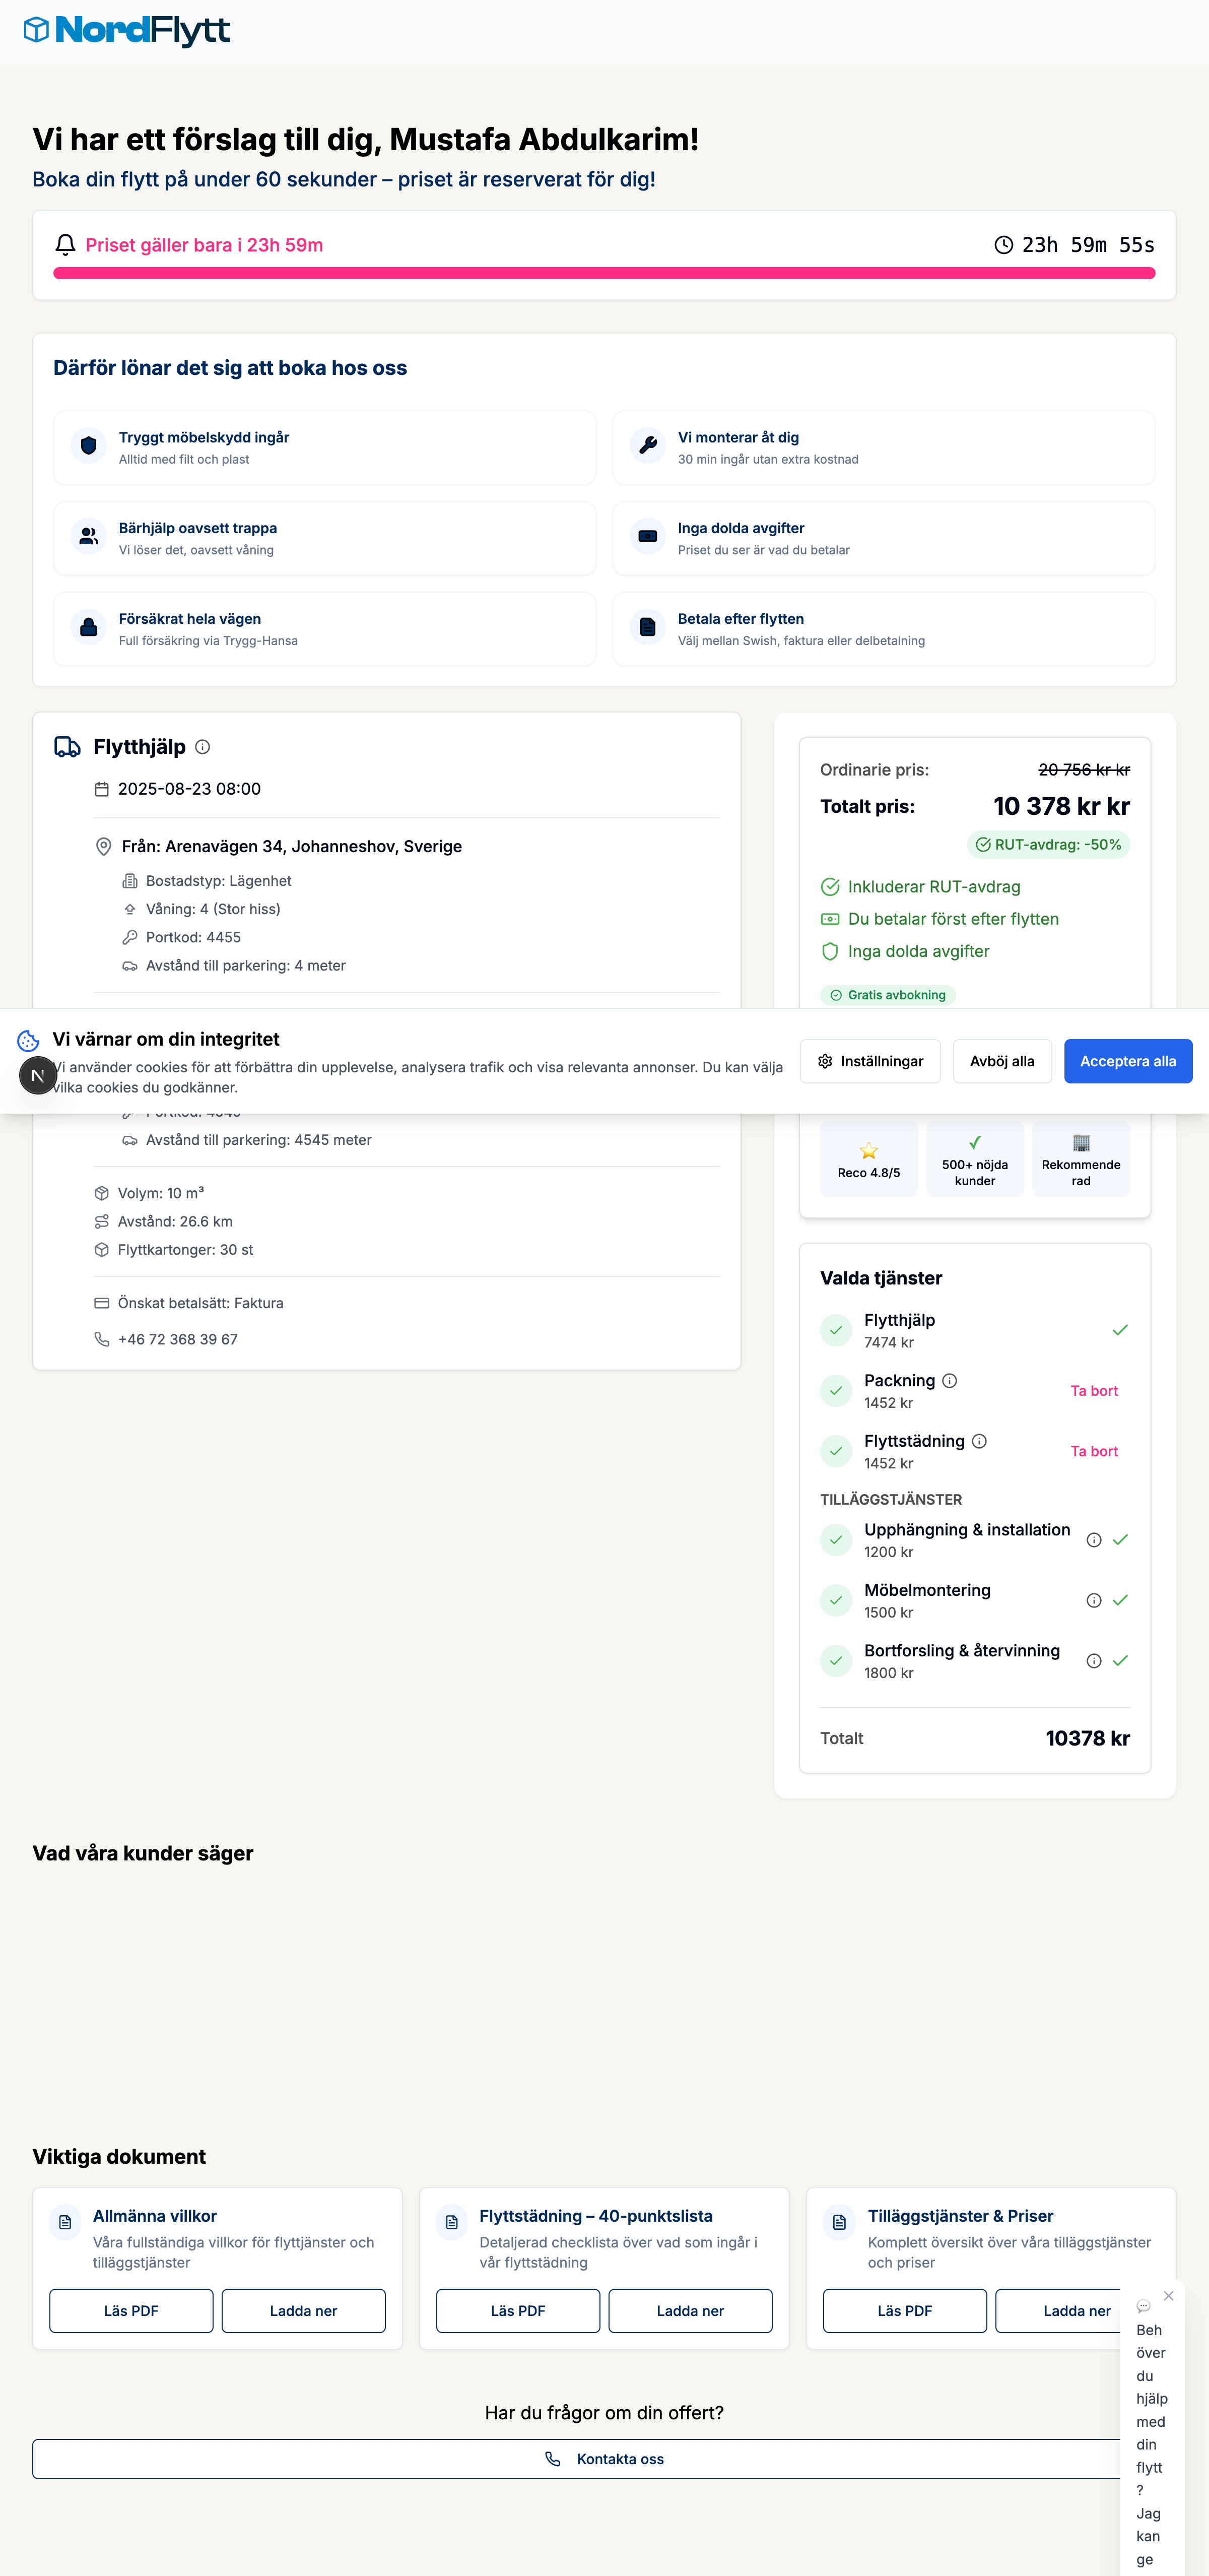 NordFlytt
Vi har ett förslag till dig, Mustafa Abdulkarim!
Boka din flytt på under 60 sekunder – priset är reserverat för dig!
Priset gäller bara i 23h 59m
23h 59m 55s
Därför lönar det sig att boka hos oss
Tryggt möbelskydd ingår
Alltid med filt och plast
Vi monterar åt dig
30 min ingår utan extra kostnad
Bärhjälp oavsett trappa
Vi löser det, oavsett våning
Inga dolda avgifter
Priset du ser är vad du betalar
Försäkrat hela vägen
Full försäkring via Trygg-Hansa
Betala efter flytten
Välj mellan Swish, faktura eller delbetalning
Flytthjälp
2025-08-23 08:00
Från: Arenavägen 34, Johanneshov, Sverige
Bostadstyp: Lägenhet
Våning: 4 (Stor hiss)
Portkod: 4455
Avstånd till parkering: 4 meter
Ordinarie pris:
20 756 kr kr
Totalt pris:
10 378 kr kr
RUT-avdrag: -50%
Inkluderar RUT-avdrag
Du betalar först efter flytten
Inga dolda avgifter
Gratis avbokning
Vi värnar om din integritet
Vi använder cookies för att förbättra din upplevelse, analysera trafik och visa relevanta annonser. Du kan välja
vilka cookies du godkänner.
N
Inställningar
Avböj alla
Acceptera alla
Avstånd till parkering: 4545 meter
Volym: 10 m³
Avstånd: 26.6 km
Flyttkartonger: 30 st
Önskat betalsätt: Faktura
+46 72 368 39 67
Reco 4.8/5
500+ nöjda
kunder
Rekommende
rad
Valda tjänster
Flytthjälp
7474 kr
Packning
1452 kr
Ta bort
Flyttstädning
1452 kr
Ta bort
TILLÄGGSTJÄNSTER
Upphängning & installation
1200 kr
Möbelmontering
1500 kr
Bortforsling & återvinning
1800 kr
Totalt
10378 kr
Vad våra kunder säger
Viktiga dokument
Allmänna villkor
Våra fullständiga villkor för flyttjänster och
tilläggstjänster
Läs PDF
Ladda ner
Flyttstädning – 40-punktslista
Detaljerad checklista över vad som ingår i
vår flyttstädning
Läs PDF
Ladda ner
Tilläggstjänster & Priser
Komplett översikt över våra tilläggstjänster
och priser
Läs PDF
Ladda ner
Har du frågor om din offert?
Kontakta oss
Beh
över
du
hjälp
med
din
flytt
?
Jag
kan
ge